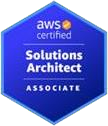 aws
certified
Solutions
Architect
ASSOCIATE